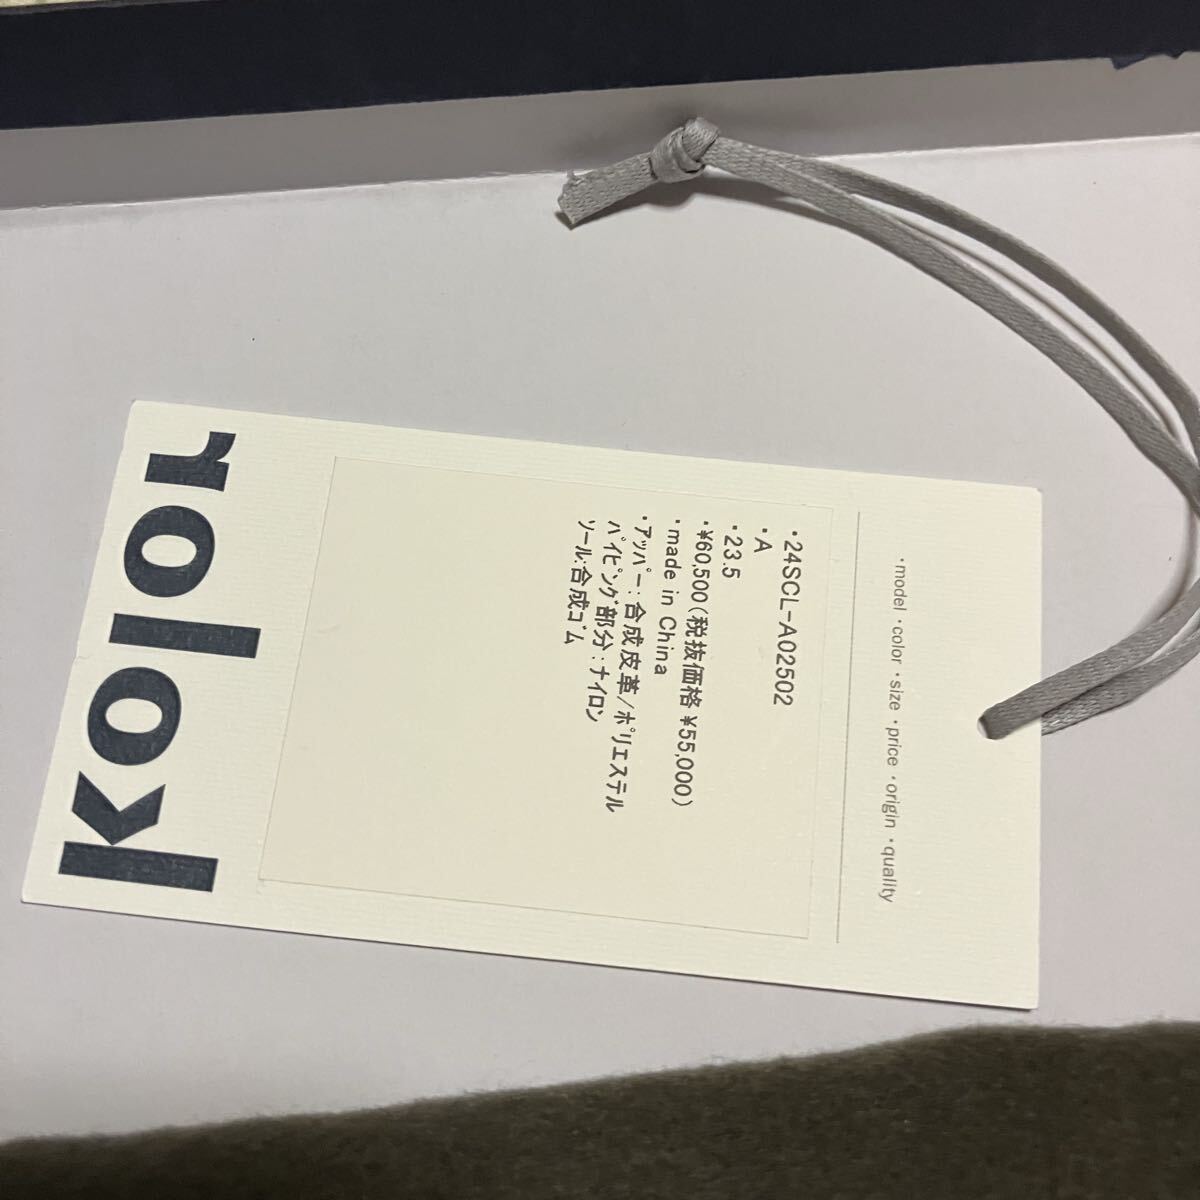 ·model ·color ·size ·price ·origin ·quality
・24SCL-A02502
・A
・23.5
・¥60,500(税抜価格 ¥55,000)
・made in China
・ｱｯﾊﾟｰ:合成皮革/ﾎﾟﾘｴｽﾃﾙ
ﾊﾟｲﾋﾟﾝｸﾞ部分:ﾅｲﾛﾝ
ｿｰﾙ:合成ｺﾞﾑ
kolor